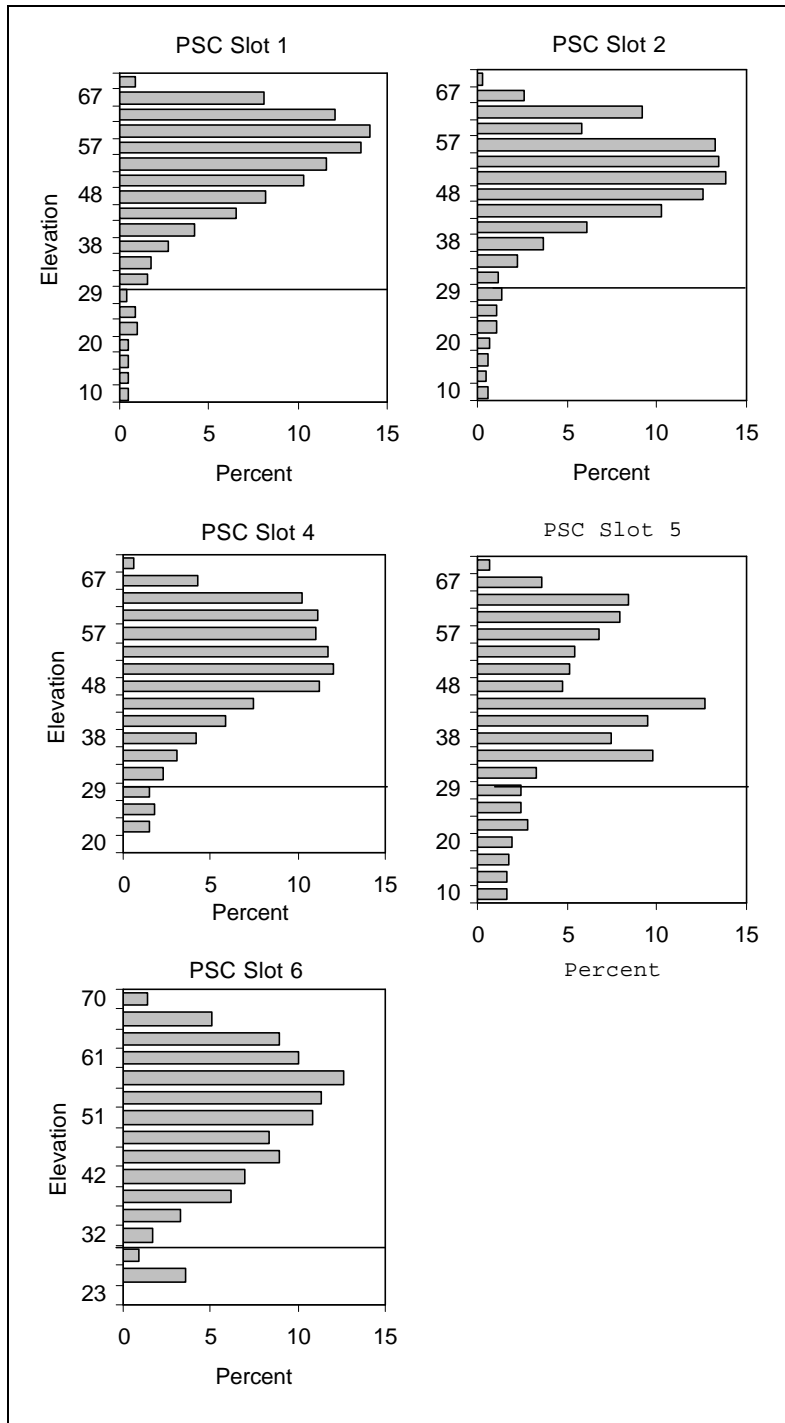 PSC Slot 1
Elevation
67
57
48
38
29
20
10
0 5 10 15
Percent
PSC Slot 2
67
57
48
38
29
20
10
0 5 10 15
Percent
PSC Slot 4
Elevation
67
57
48
38
29
20
0 5 10 15
Percent
PSC Slot 5
67
57
48
38
29
20
10
0 5 10 15
Percent
PSC Slot 6
Elevation
70
61
51
42
32
23
0 5 10 15
Percent